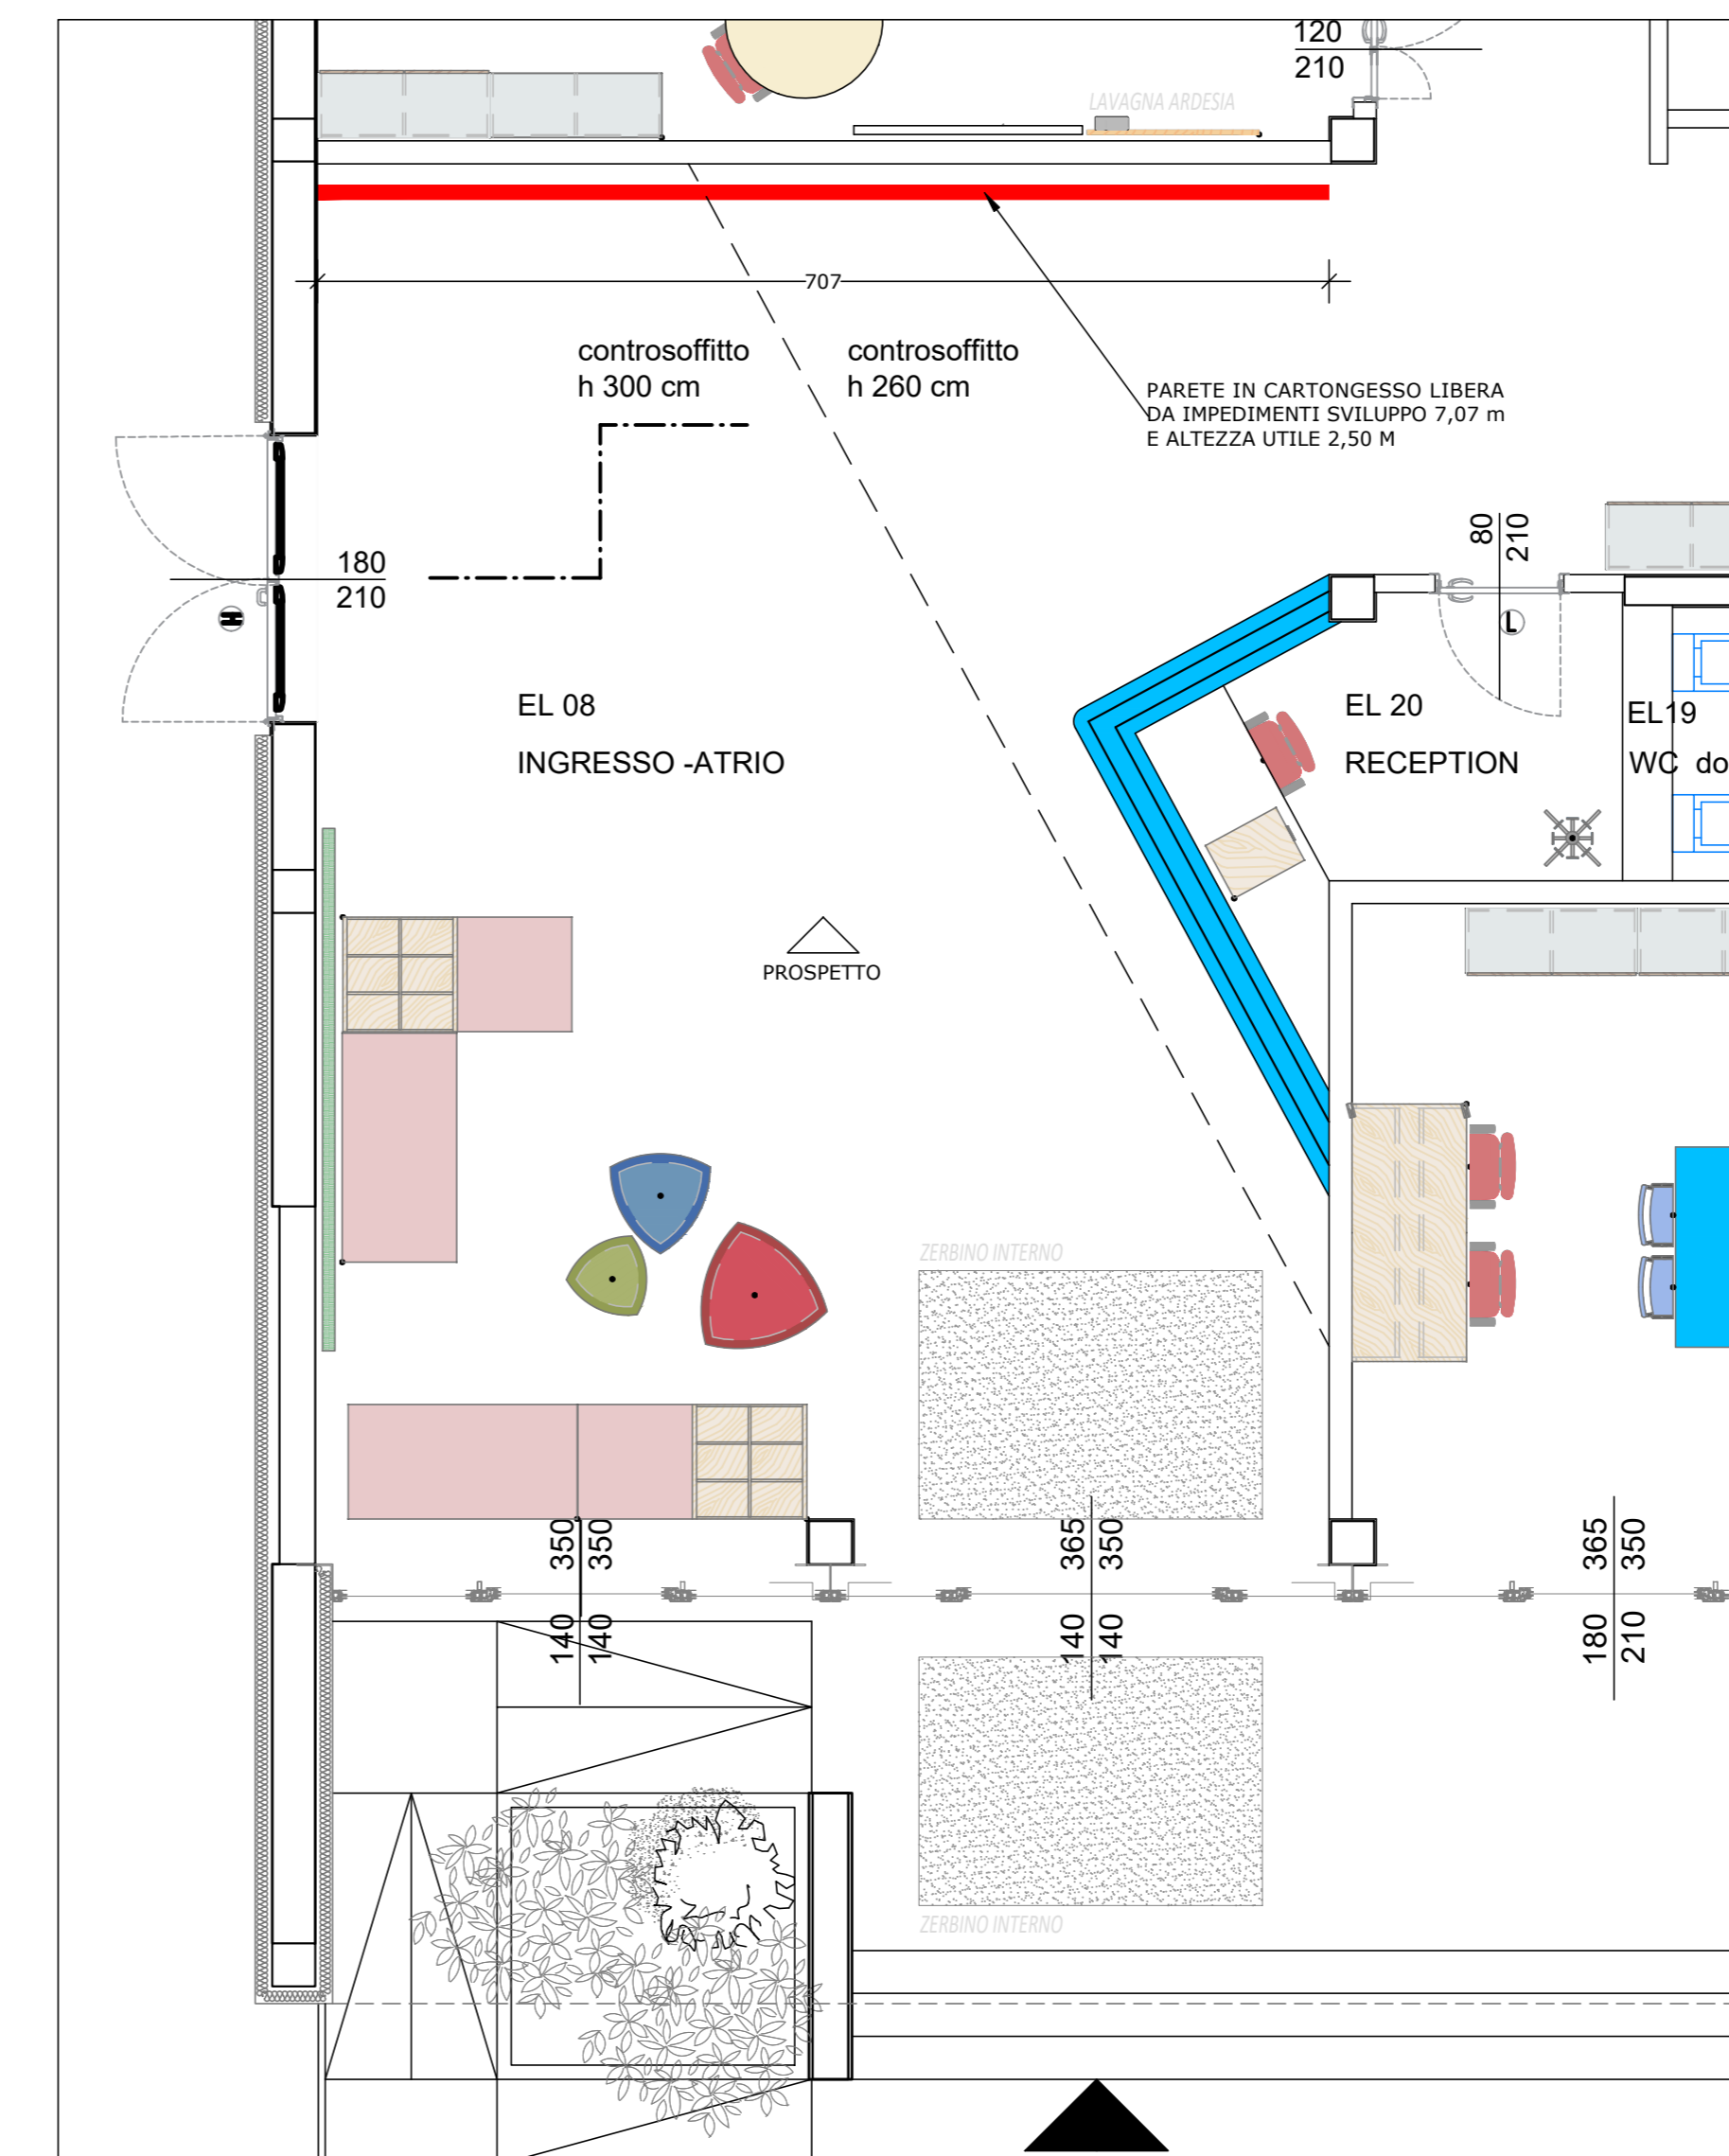 120
210
LAVAGNA ARDESIA
707
controsoffitto
h 300 cm
controsoffitto
h 260 cm
PARETE IN CARTONGESSO LIBERA
DA IMPEDIMENTI SVILUPPO 7,07 m
E ALTEZZA UTILE 2,50 M
80
210
180
210
H
L
EL 08
INGRESSO -ATRIO
EL 20
RECEPTION
EL19
WC do
PROSPETTO
ZERBINO INTERNO
350
350
140
140
365
350
140
140
365
350
180
210
ZERBINO INTERNO